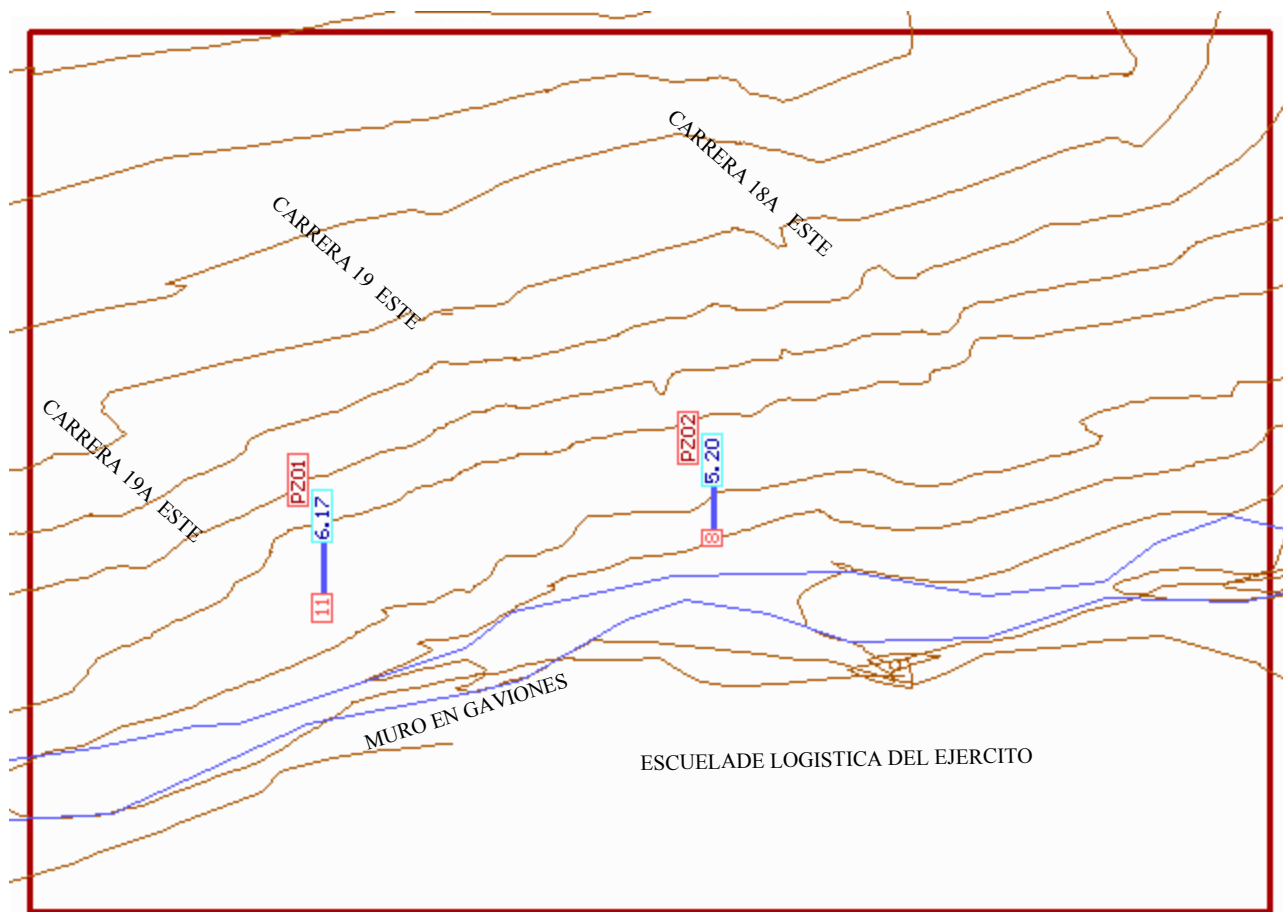 CARRERA 18A ESTE
CARRERA 19 ESTE
CARRERA 19A ESTE
PZ01
6.17
11
PZ02
5.20
8
MURO EN GAVIONES
ESCUELADE LOGISTICA DEL EJERCITO